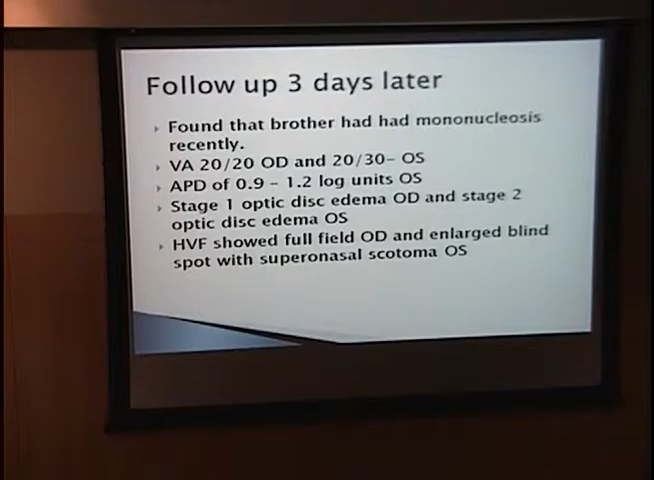 Follow up 3 days later
Found that brother had had mononucleosis
recently.
VA 20/20 OD and 20/30- OS
APD of 0.9 - 1.2 log units OS
Stage 1 optic disc edema OD and stage 2
optic disc edema OS
HVF showed full field OD and enlarged blind
spot with superonasal scotoma OS